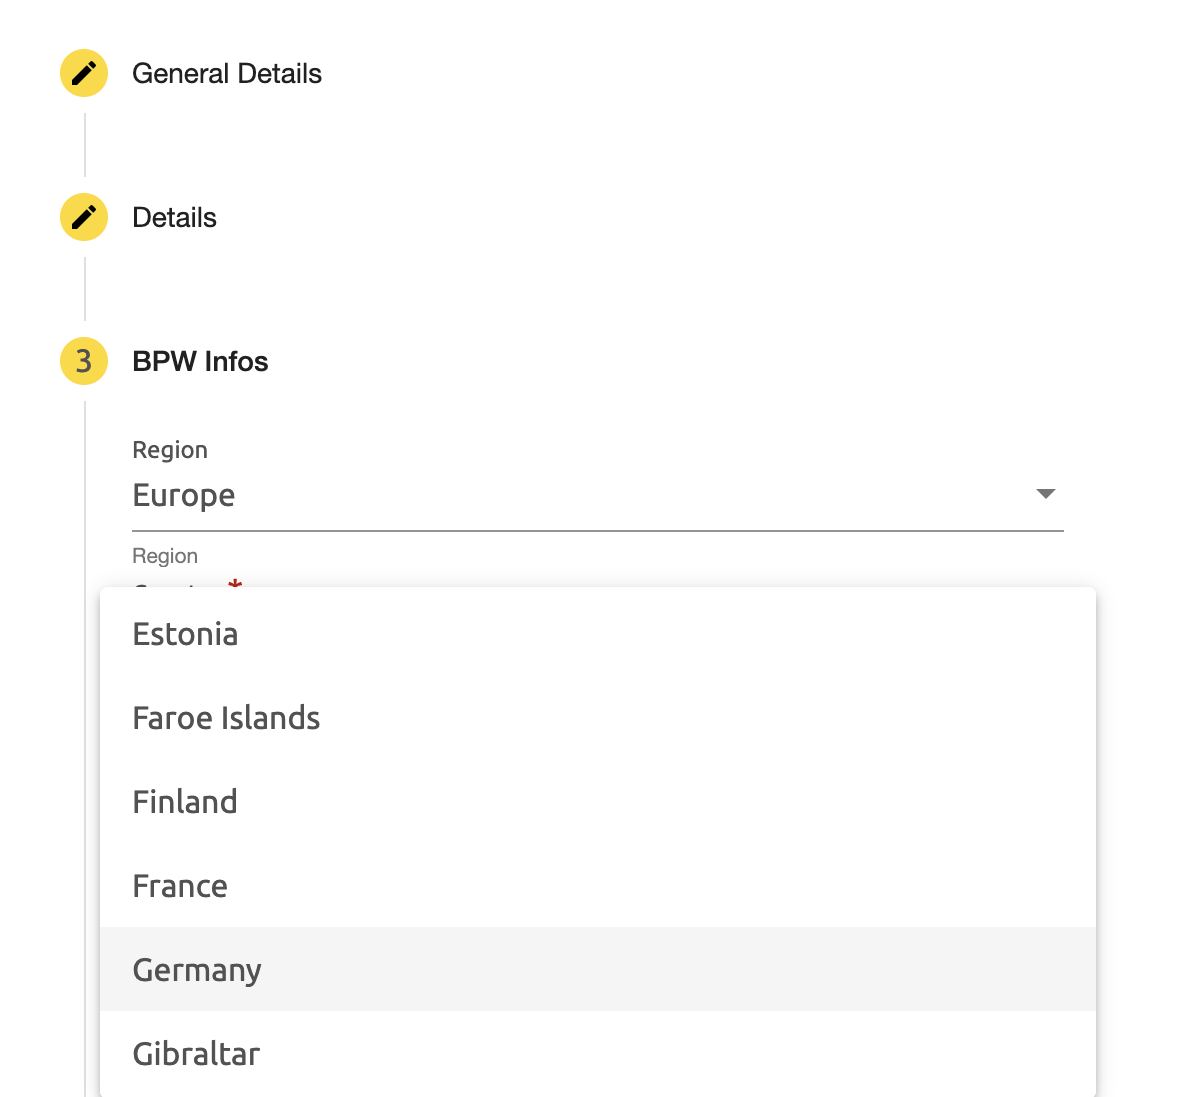 General Details
Details
3 BPW Infos
Region
Europe
Region
*
Estonia
Faroe Islands
Finland
France
Germany
Gibraltar